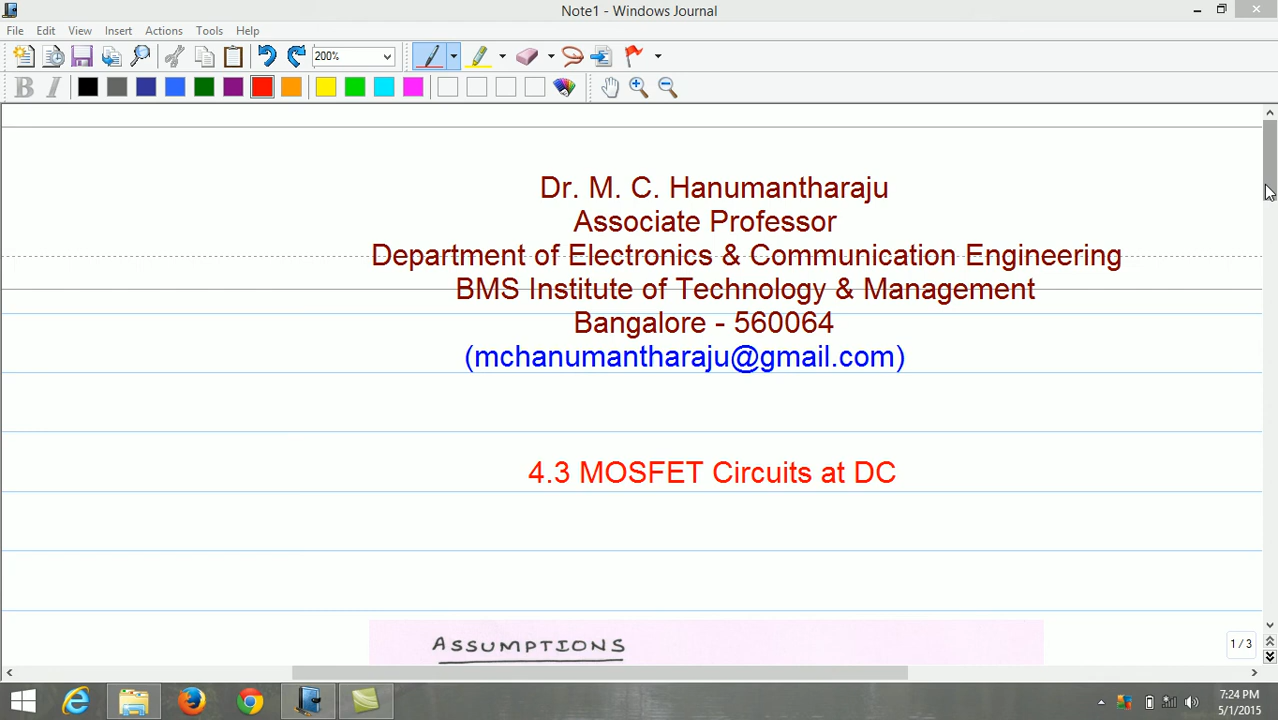 Note1 - Windows Journal
File Edit View Insert Actions Tools Help
200%
B I
Dr. M. C. Hanumantharaju
Associate Professor
Department of Electronics & Communication Engineering
BMS Institute of Technology & Management
Bangalore - 560064
(mchanumantharaju@gmail.com)
4.3 MOSFET Circuits at DC
ASSUMPTIONS
1 / 3
7:24 PM
5/1/2015